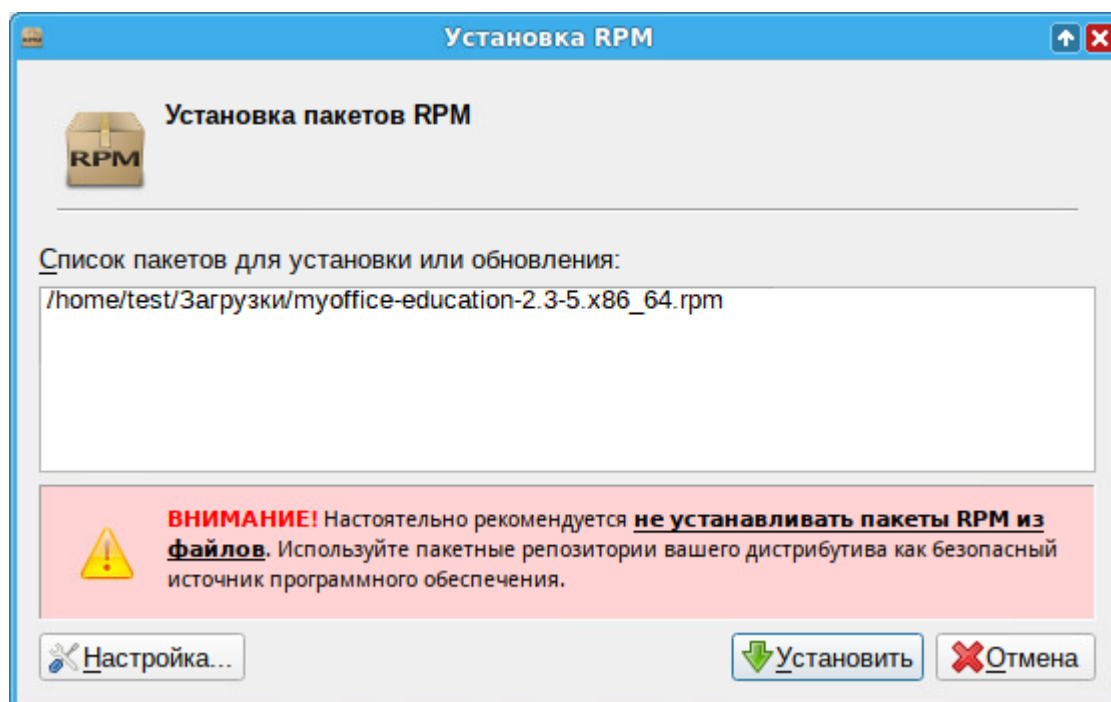 Установка RPM
Установка пакетов RPM
RPM
Список пакетов для установки или обновления:
/home/test/Загрузки/myoffice-education-2.3-5.x86_64.rpm
ВНИМАНИЕ! Настоятельно рекомендуется не устанавливать пакеты RPM из
файлов. Используйте пакетные репозитории вашего дистрибутива как безопасный
источник программного обеспечения.
Настройка...
Установить
Отмена